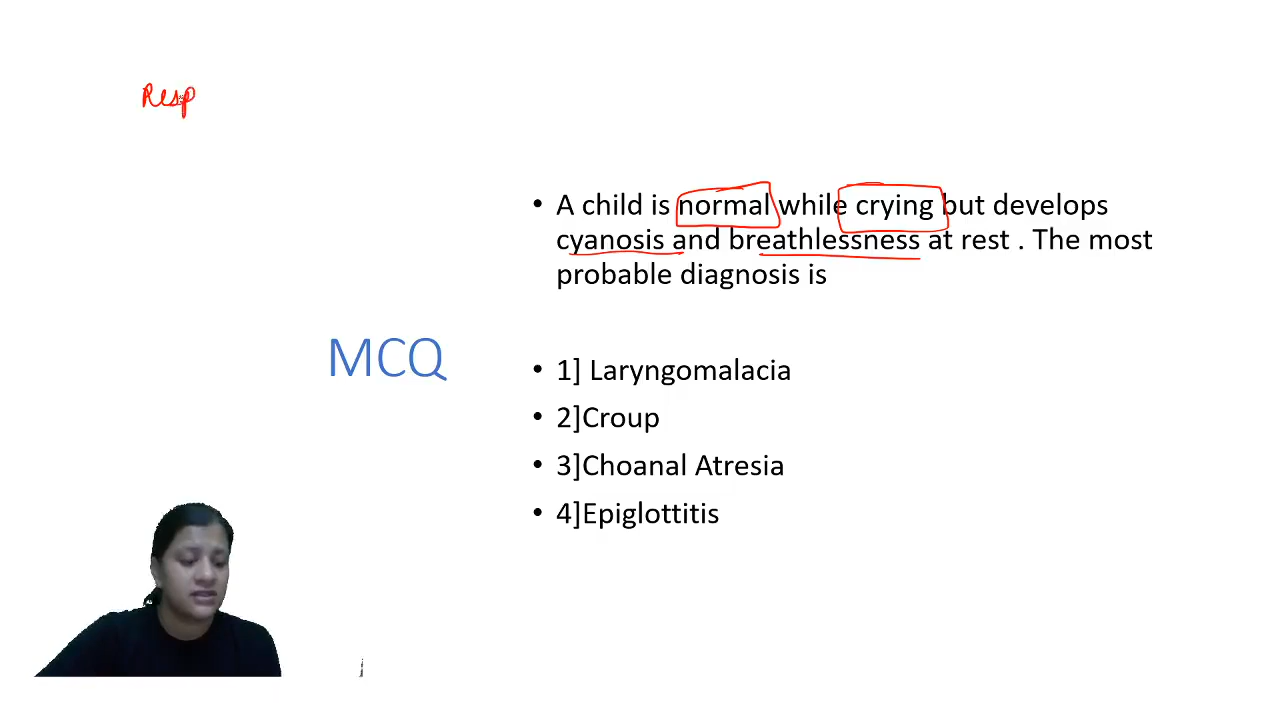 Resp
• A child is normal while crying but develops
cyanosis and breathlessness at rest . The most
probable diagnosis is
MCQ
• 1] Laryngomalacia
• 2]Croup
• 3]Choanal Atresia
• 4]Epiglottitis